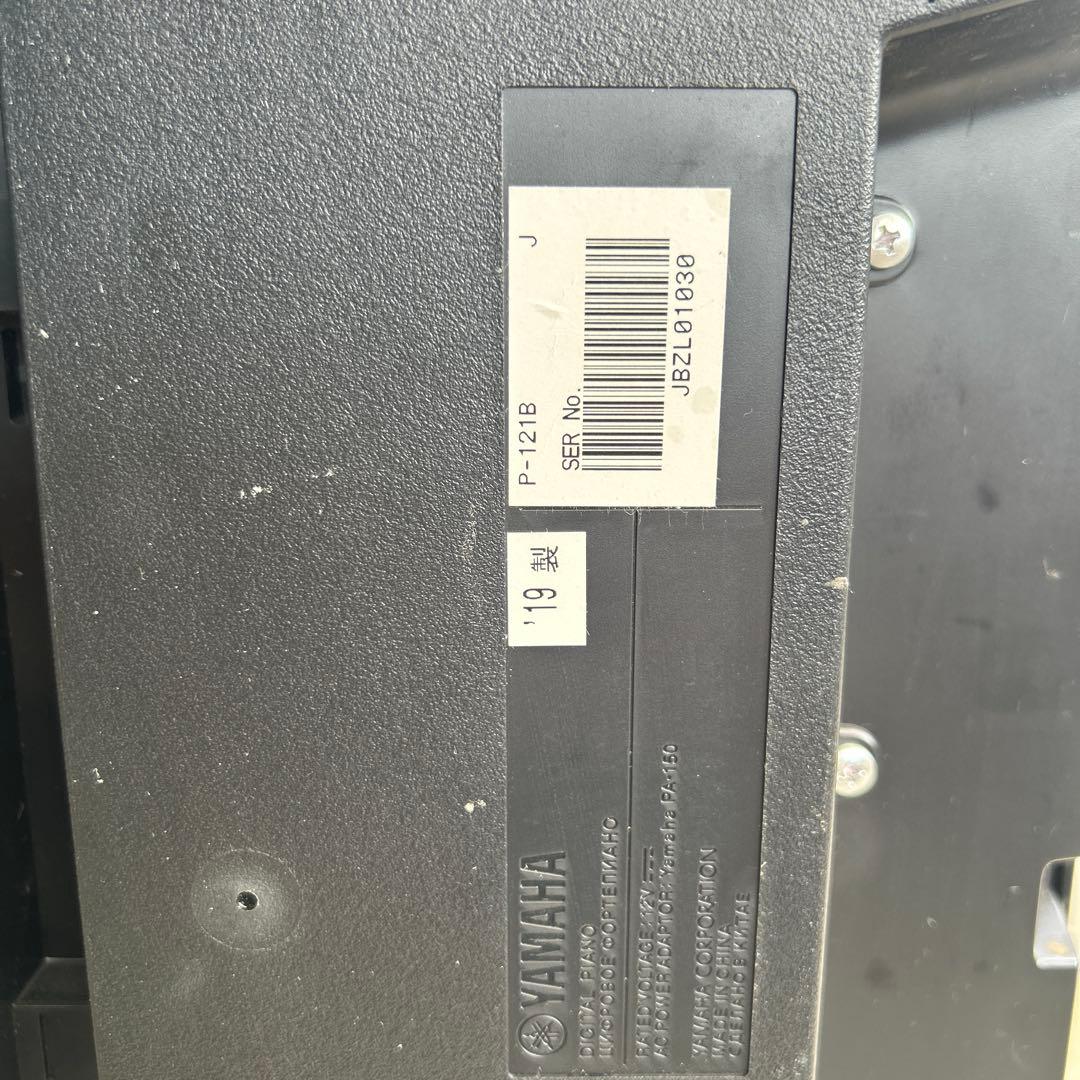 P-121B J
SER No.
JBZL01030
'19 製
YAMAHA
DIGITAL PIANO
ЦИФРОВОЕ ФОРТЕПИАНО
RATED VOLTAGE : 12V
AC POWER ADAPTOR: Yamaha PA-150
YAMAHA CORPORATION
MADE IN CHINA
СДЕЛАНО В КИТАЕ